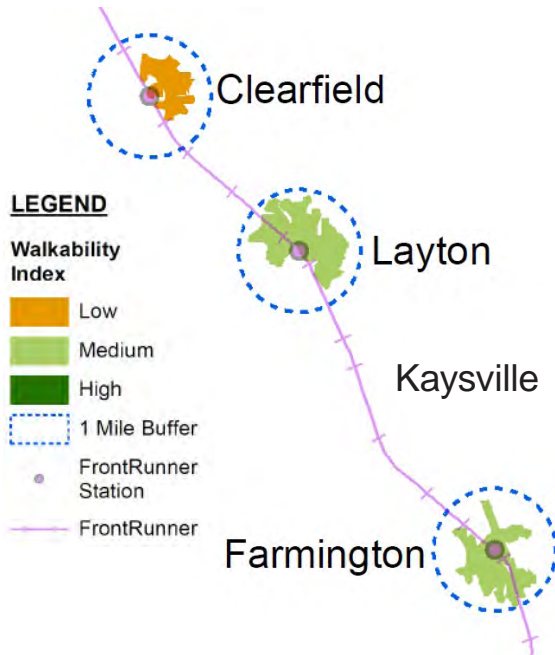 Clearfield
Layton
Kaysville
Farmington
LEGEND
Walkability
Index
Low
Medium
High
1 Mile Buffer
FrontRunner
Station
FrontRunner